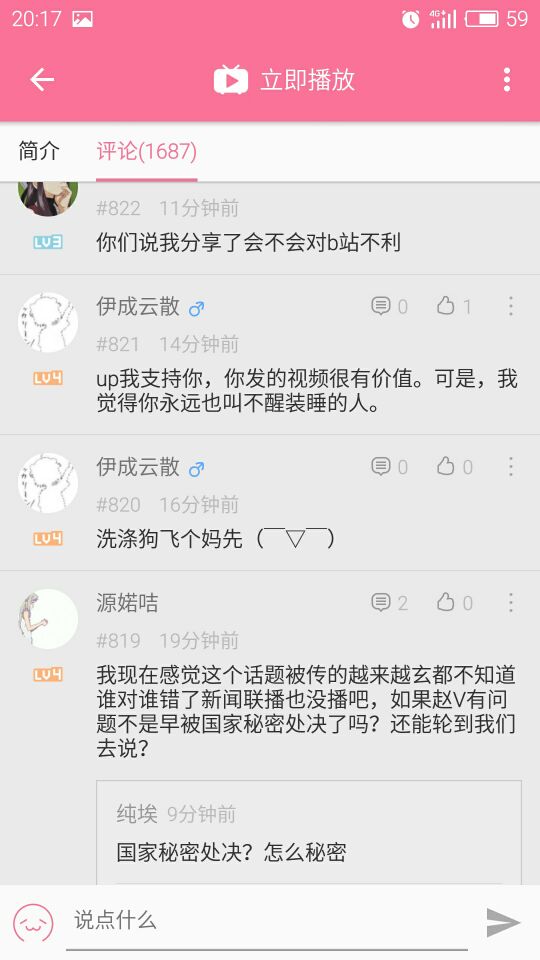 20:17
4G+
59
立即播放
简介
评论(1687)
#822 11分钟前
LV3
你们说我分享了会不会对b站不利
伊成云散 ♂
0
1
#821 14分钟前
LV4
up我支持你，你发的视频很有价值。可是，我
觉得你永远也叫不醒装睡的人。
伊成云散 ♂
0
0
#820 16分钟前
LV4
洗涤狗飞个妈先（￣▽￣）
源婼咭
2
0
#819 19分钟前
LV4
我现在感觉这个话题被传的越来越玄都不知道
谁对谁错了新闻联播也没播吧，如果赵V有问
题不是早被国家秘密处决了吗？还能轮到我们
去说？
纯埃 9分钟前
国家秘密处决？怎么秘密
说点什么